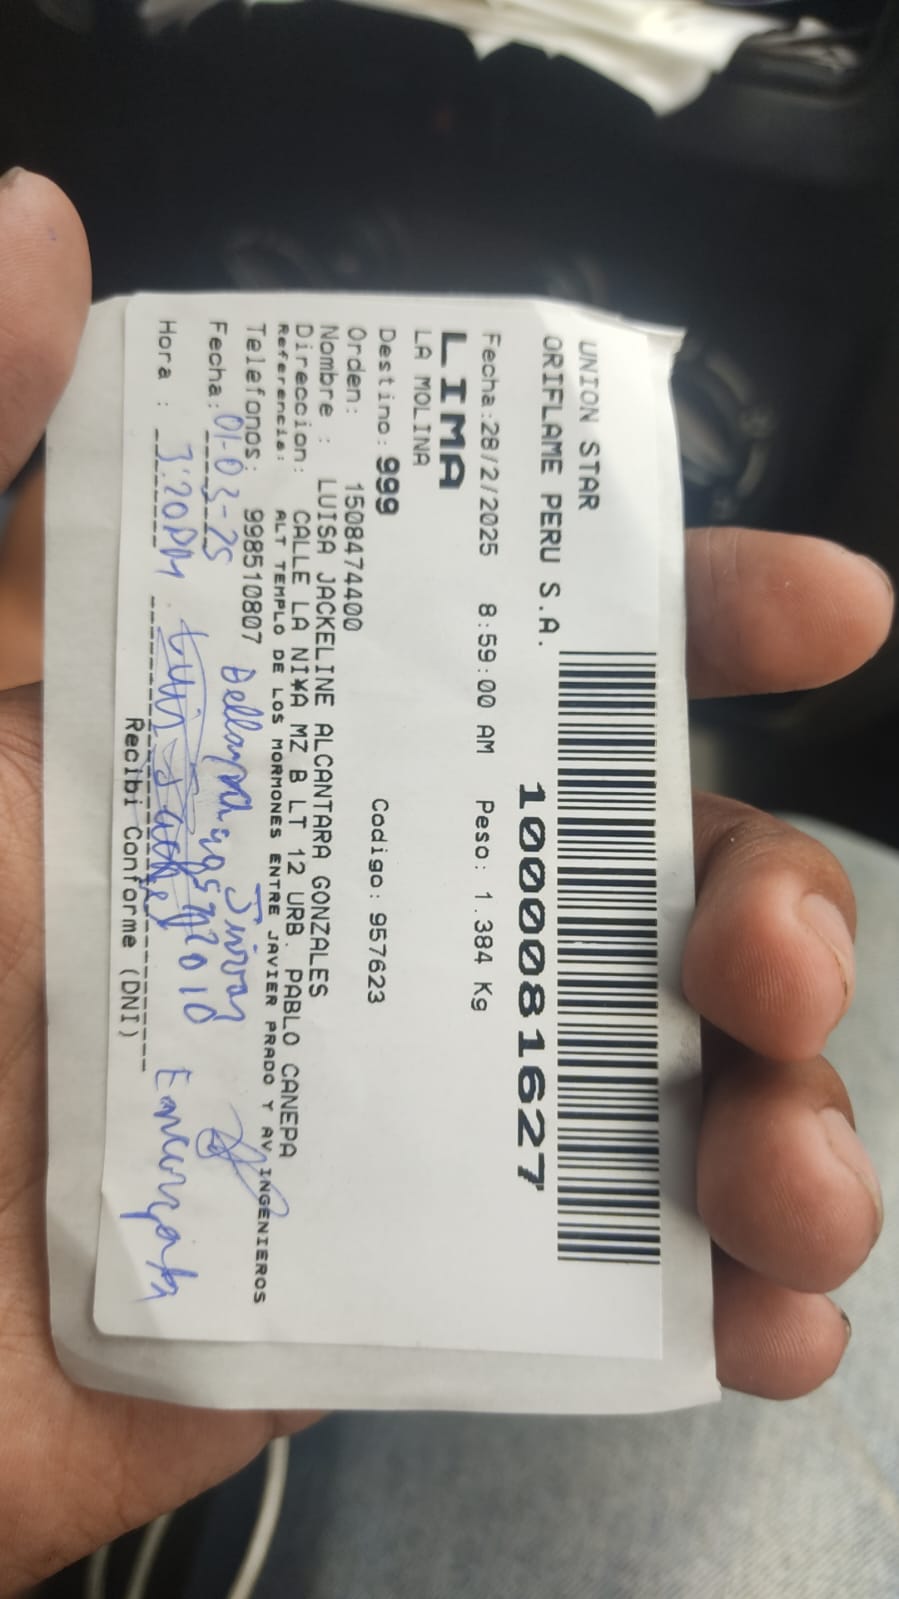 UNION STAR
ORIFLAME PERU S.A.
1000081627
Fecha:28/2/2025 8:59:00 AM Peso: 1.384 Kg
LIMA
LA MOLINA
Destino: 999 Codigo: 957623
Orden: 1508474400
Nombre : LUISA JACKELINE ALCANTARA GONZALES
Direccion: CALLE LA NI¥A MZ B LT 12 URB. PABLO CANEPA
Referencia: ALT TEMPLO DE LOS MORMONES ENTRE JAVIER PRADO Y AV INGENIEROS
Telefonos: 998510807
Fecha: 01-03-25
Hora : 3:20PM
Recibi Conforme (DNI)